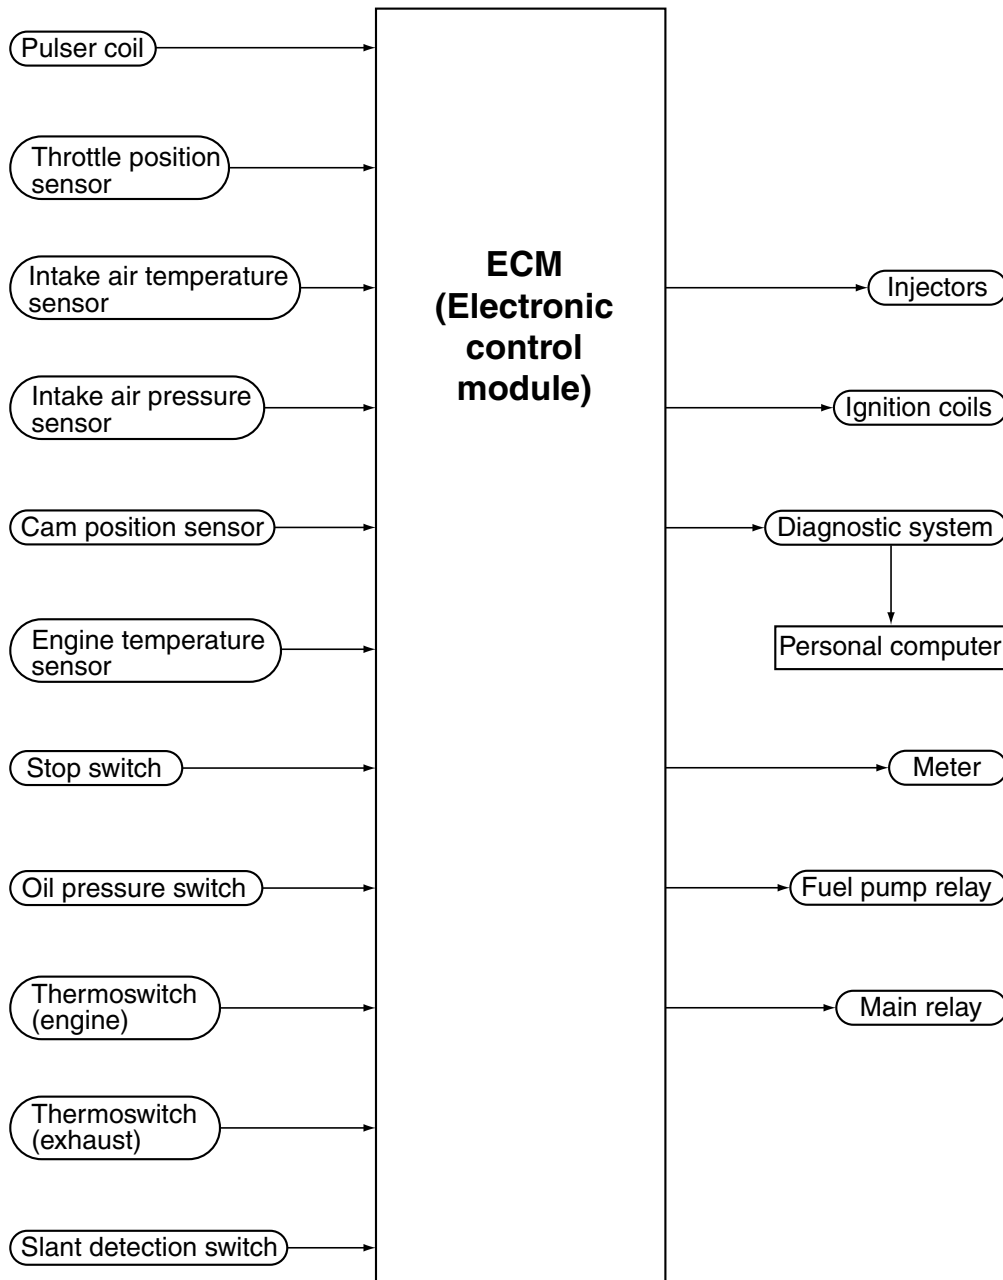 Pulser coil
Throttle position
sensor
Intake air temperature
sensor
Intake air pressure
sensor
Cam position sensor
Engine temperature
sensor
Stop switch
Oil pressure switch
Thermoswitch
(engine)
Thermoswitch
(exhaust)
Slant detection switch
ECM
(Electronic
control
module)
Injectors
Ignition coils
Diagnostic system
Personal computer
Meter
Fuel pump relay
Main relay